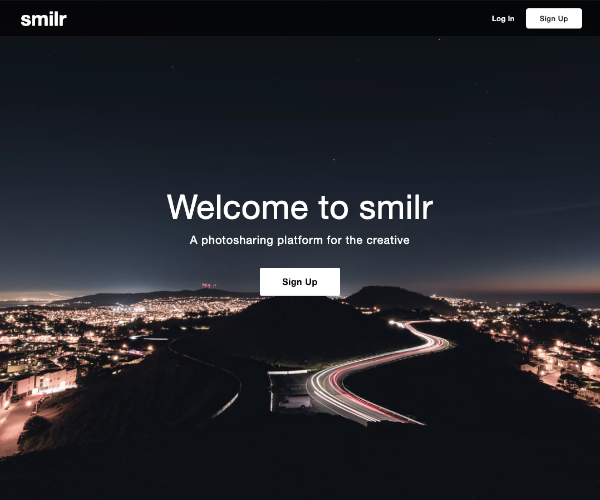 smilr
Log In
Sign Up
Welcome to smilr
A photosharing platform for the creative
Sign Up